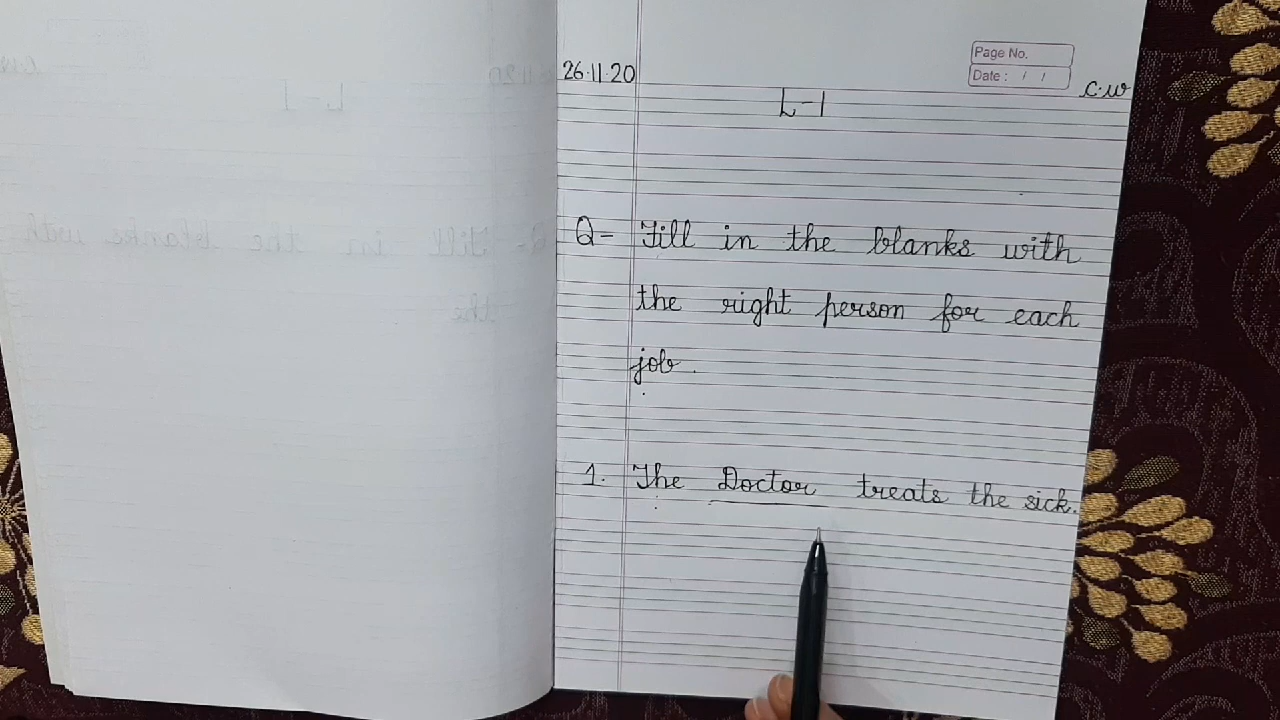 Page No.
Date : / /
26.11.20
C.W
L-1
Q- Fill in the blanks with
the right person for each
job.
1. The Doctor treats the sick.